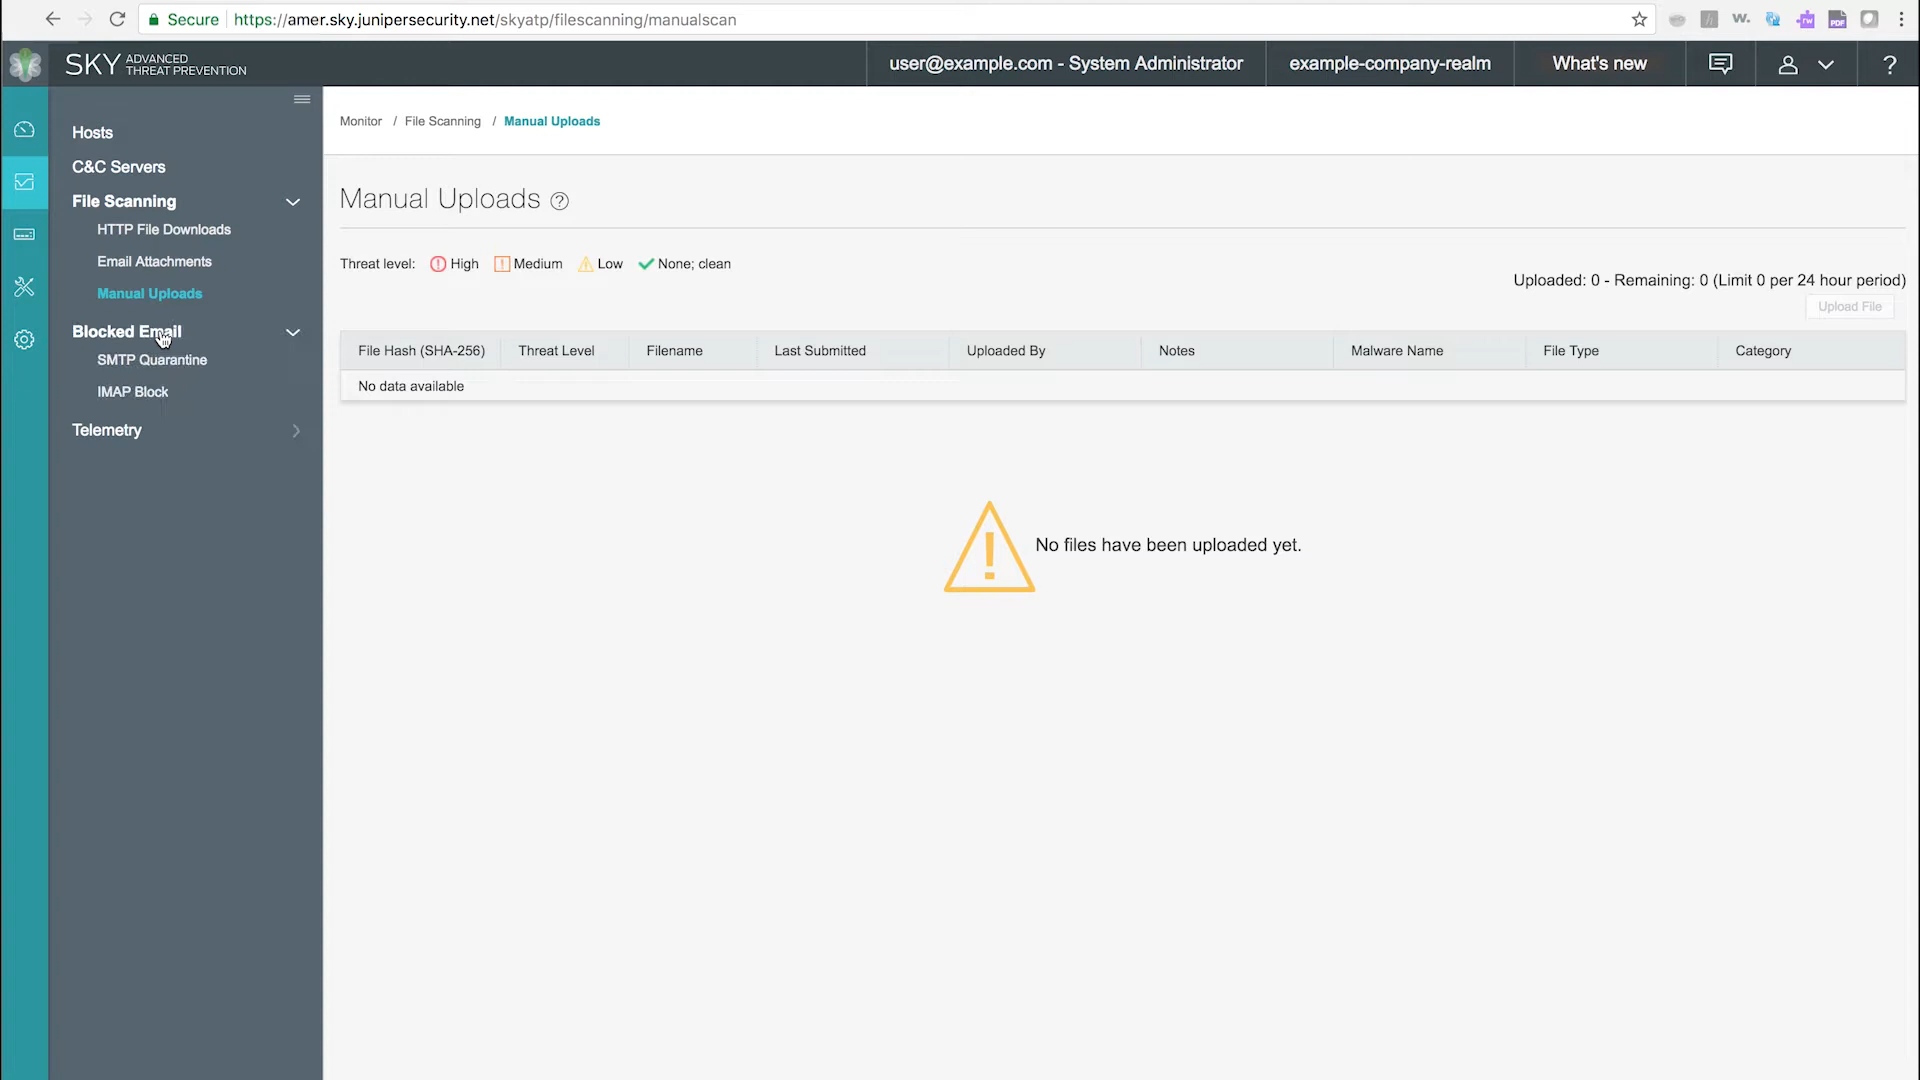 Secure https://amer.sky.junipersecurity.net/skyatp/filescanning/manualscan
W.
PDF
SKY ADVANCED THREAT PREVENTION
user@example.com - System Administrator
example-company-realm
What's new
?
Hosts
C&C Servers
File Scanning
HTTP File Downloads
Email Attachments
Manual Uploads
Blocked Email
SMTP Quarantine
IMAP Block
Telemetry
Monitor / File Scanning / Manual Uploads
Manual Uploads ?
Threat level: ! High ! Medium ! Low None; clean
Uploaded: 0 - Remaining: 0 (Limit 0 per 24 hour period)
Upload File
File Hash (SHA-256) Threat Level Filename Last Submitted Uploaded By Notes Malware Name File Type Category
No data available
! No files have been uploaded yet.